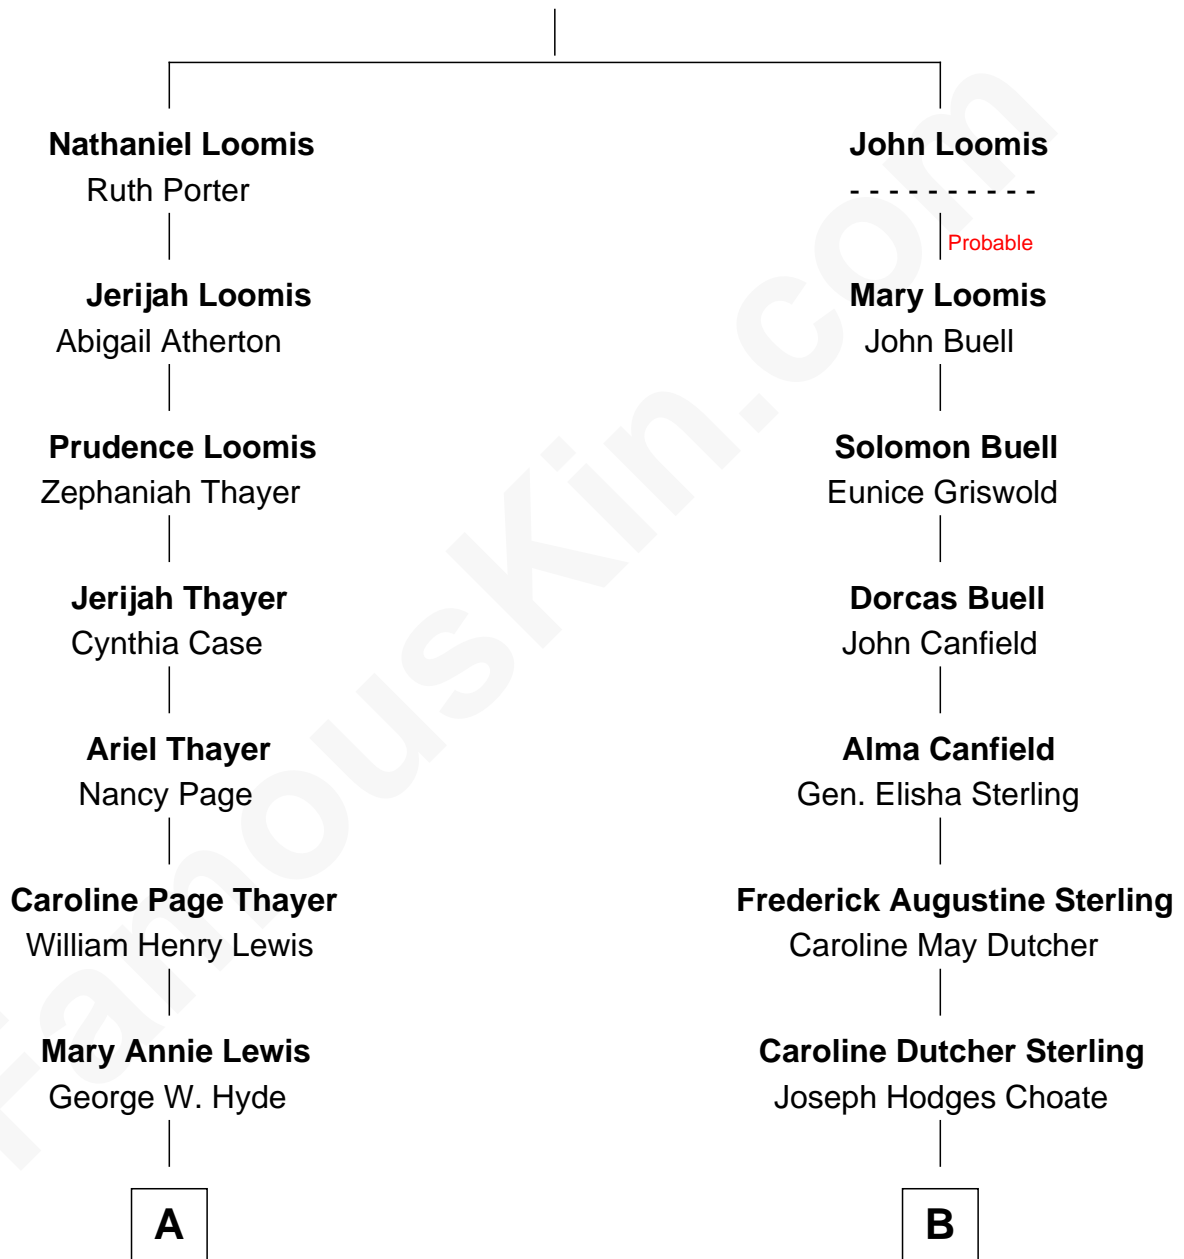 Nathaniel Loomis
Ruth Porter
Jerijah Loomis
Abigail Atherton
Prudence Loomis
Zephaniah Thayer
Jerijah Thayer
Cynthia Case
Ariel Thayer
Nancy Page
Caroline Page Thayer
William Henry Lewis
Mary Annie Lewis
George W. Hyde
A
John Loomis
- - - - - - - - - -
Probable
Mary Loomis
John Buell
Solomon Buell
Eunice Griswold
Dorcas Buell
John Canfield
Alma Canfield
Gen. Elisha Sterling
Frederick Augustine Sterling
Caroline May Dutcher
Caroline Dutcher Sterling
Joseph Hodges Choate
B
FamousKin.com